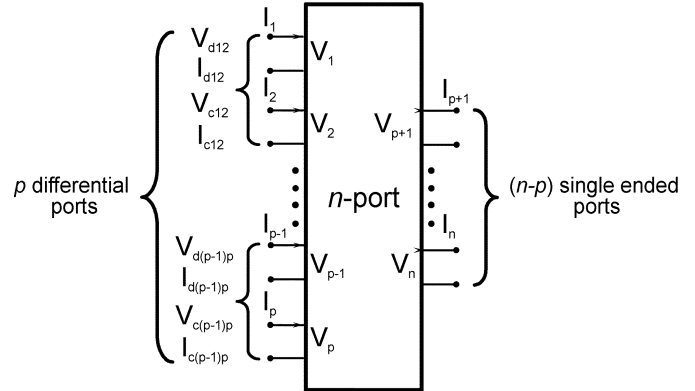 I1
Vd12
V1
Id12
I2
Vc12
Ic12
V2
Ip+1
Vp+1
p differential
ports
n-port
(n-p) single ended
ports
Ip-1
In
Vd(p-1)p
Vp-1
Vn
Id(p-1)p
Ip
Vc(p-1)p
Vp
Ic(p-1)p